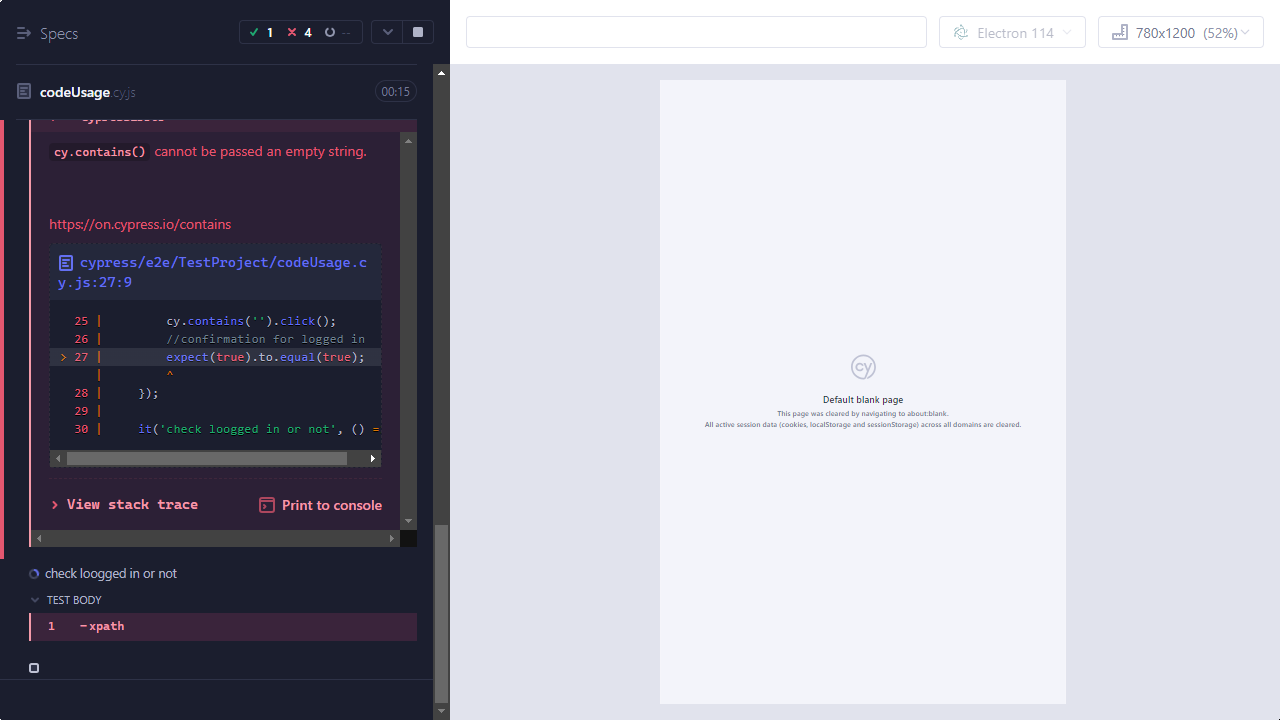 Specs
1 4 --
codeUsage.cy.js
00:15
cy.contains() cannot be passed an empty string.
https://on.cypress.io/contains
cypress/e2e/TestProject/codeUsage.c
y.js:27:9
25 | cy.contains('').click();
26 | //confirmation for logged in
> 27 | expect(true).to.equal(true);
| ^
28 | });
29 |
30 | it('check loogged in or not', () =
View stack trace
Print to console
check loogged in or not
TEST BODY
1 -xpath
Electron 114
780x1200 (52%)
cy
Default blank page
This page was cleared by navigating to about:blank.
All active session data (cookies, localStorage and sessionStorage) across all domains are cleared.